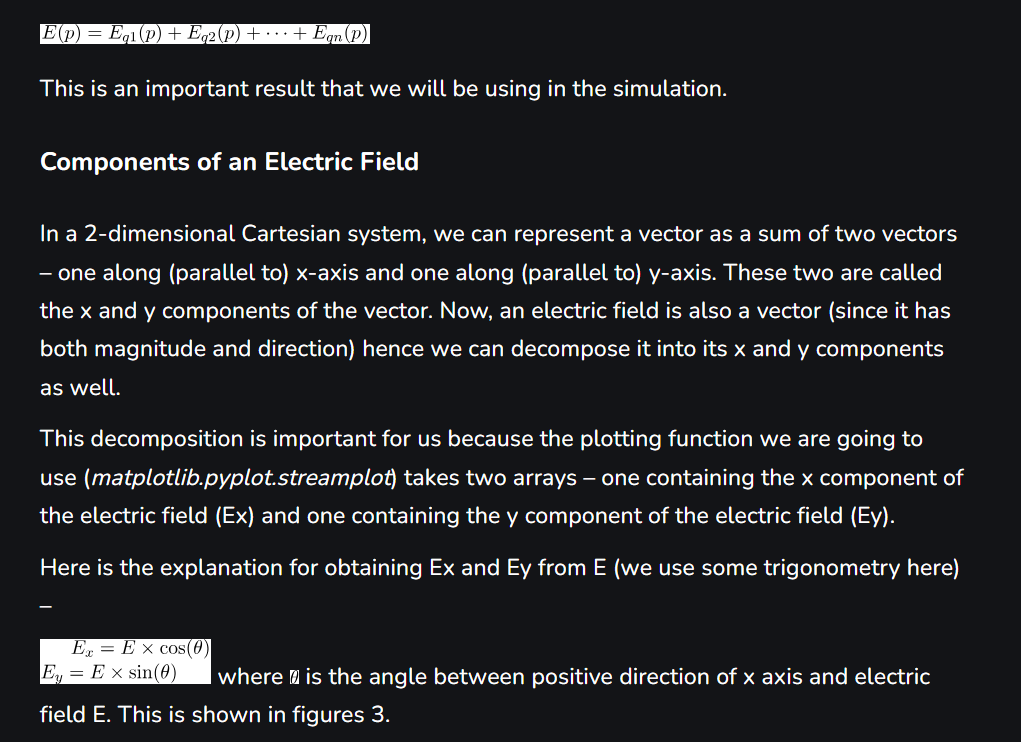 E(p) = E_{q1}(p) + E_{q2}(p) + ··· + E_{qn}(p)
This is an important result that we will be using in the simulation.
Components of an Electric Field
In a 2-dimensional Cartesian system, we can represent a vector as a sum of two vectors
– one along (parallel to) x-axis and one along (parallel to) y-axis. These two are called
the x and y components of the vector. Now, an electric field is also a vector (since it has
both magnitude and direction) hence we can decompose it into its x and y components
as well.
This decomposition is important for us because the plotting function we are going to
use (matplotlib.pyplot.streamplot) takes two arrays – one containing the x component of
the electric field (Ex) and one containing the y component of the electric field (Ey).
Here is the explanation for obtaining Ex and Ey from E (we use some trigonometry here)
–
E_x = E × cos(θ)
E_y = E × sin(θ) where θ is the angle between positive direction of x axis and electric
field E. This is shown in figures 3.